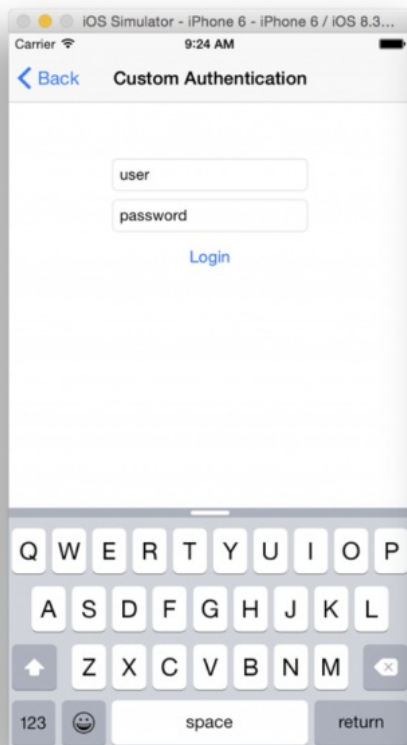 iOS Simulator - iPhone 6 - iPhone 6 / iOS 8.3...
Carrier 9:24 AM
Back Custom Authentication
user
password
Login
Q W E R T Y U I O P
A S D F G H J K L
Z X C V B N M
123 space return